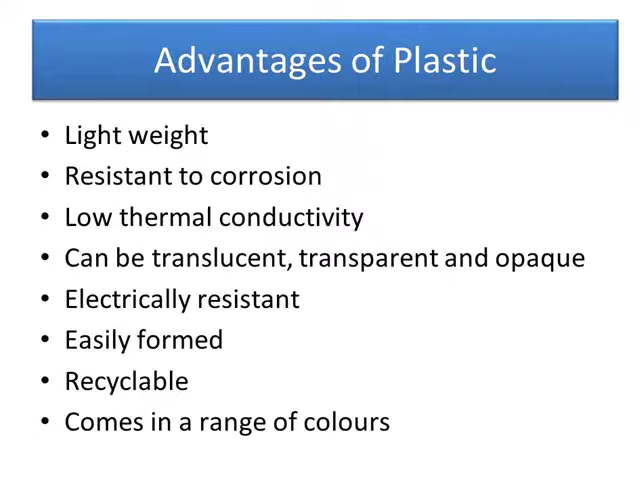 Advantages of Plastic
• Light weight
• Resistant to corrosion
• Low thermal conductivity
• Can be translucent, transparent and opaque
• Electrically resistant
• Easily formed
• Recyclable
• Comes in a range of colours